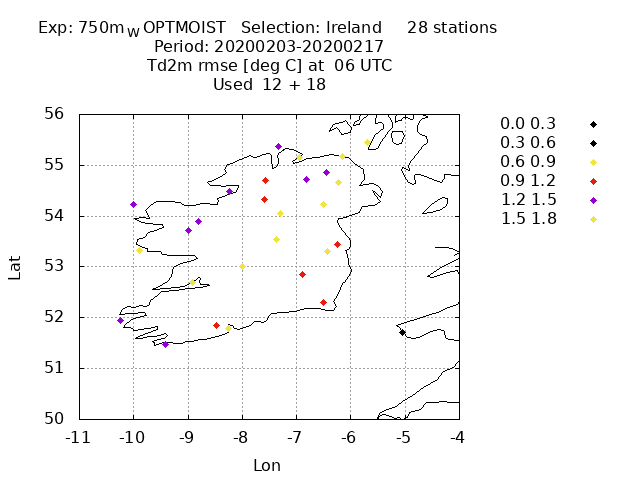 Exp: 750m W OPTMOIST Selection: Ireland 28 stations
Period: 20200203-20200217
Td2m rmse [deg C] at 06 UTC
Used 12 + 18
56
55
54
53
52
51
50
-11 -10 -9 -8 -7 -6 -5 -4
Lat
Lon
0.0 0.3
0.3 0.6
0.6 0.9
0.9 1.2
1.2 1.5
1.5 1.8